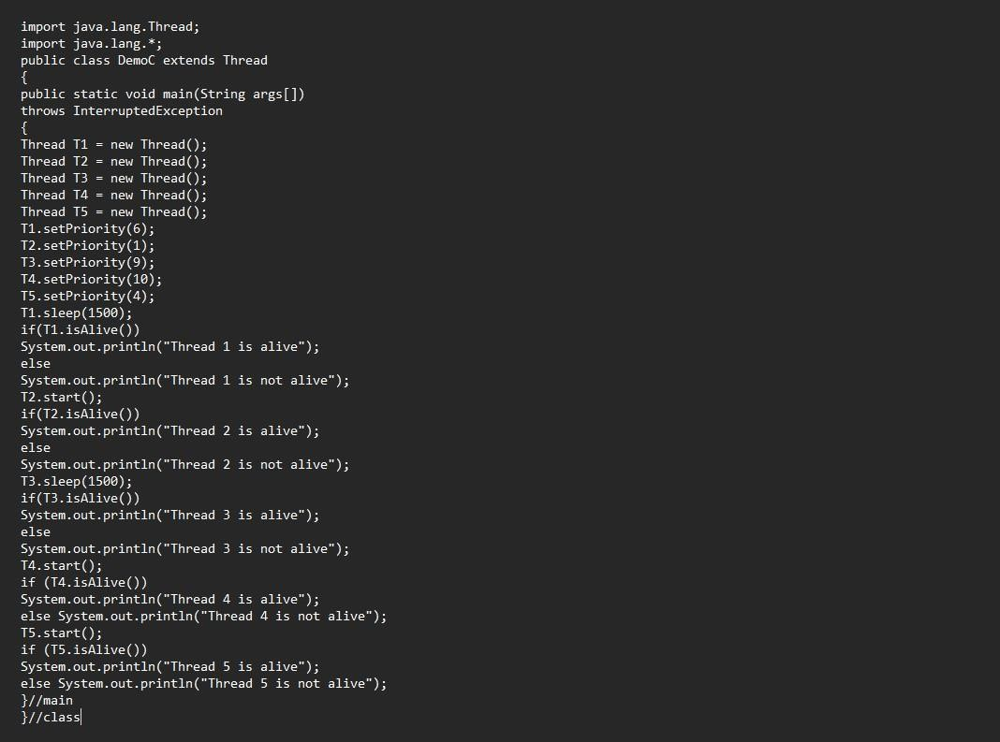 import java.lang.Thread;
import java.lang.*;
public class DemoC extends Thread
{
public static void main(String args[])
throws InterruptedException
{
Thread T1 = new Thread();
Thread T2 = new Thread();
Thread T3 = new Thread();
Thread T4 = new Thread();
Thread T5 = new Thread();
T1.setPriority(6);
T2.setPriority(1);
T3.setPriority(9);
T4.setPriority(10);
T5.setPriority(4);
T1.sleep(1500);
if(T1.isAlive())
System.out.println("Thread 1 is alive");
else
System.out.println("Thread 1 is not alive");
T2.start();
if(T2.isAlive())
System.out.println("Thread 2 is alive");
else
System.out.println("Thread 2 is not alive");
T3.sleep(1500);
if(T3.isAlive())
System.out.println("Thread 3 is alive");
else
System.out.println("Thread 3 is not alive");
T4.start();
if (T4.isAlive())
System.out.println("Thread 4 is alive");
else System.out.println("Thread 4 is not alive");
T5.start();
if (T5.isAlive())
System.out.println("Thread 5 is alive");
else System.out.println("Thread 5 is not alive");
}//main
}//class